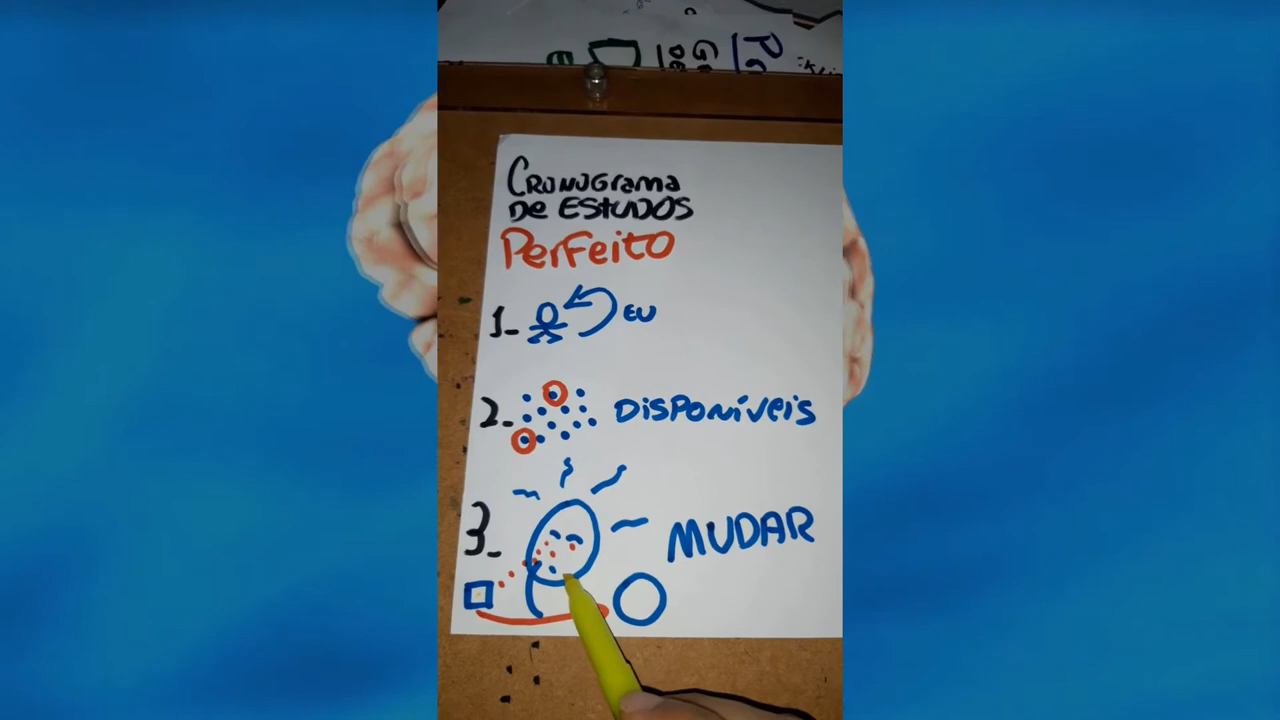 CRONOGrama
De ESTUDOS
PerFeito
1- EU
2- DisPoníveis
3- MUDAR